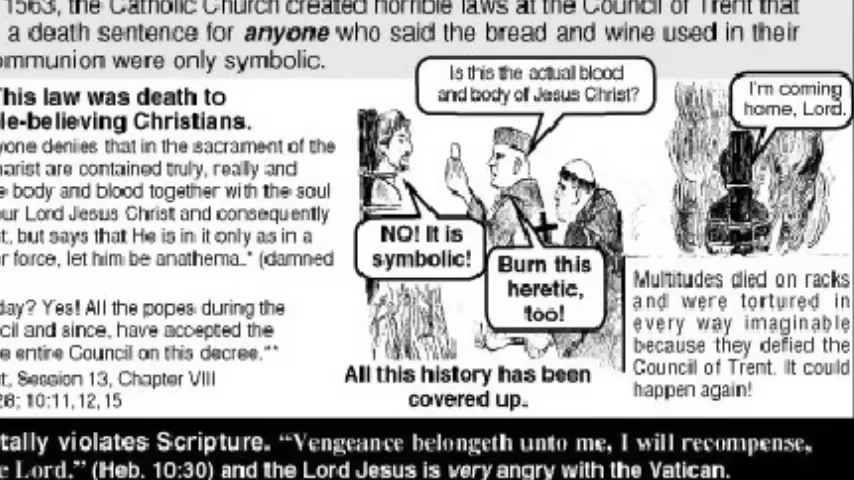 1563, the Catholic Church created horrible laws at the Council of Trent that
a death sentence for anyone who said the bread and wine used in their
ommunion were only symbolic.
This law was death to
le-believing Christians.
yone denies that in the sacrament of the
harist are contained truly, really and
e body and blood together with the soul
our Lord Jesus Christ and consequently
t, but says that He is in it only as in a
r force, let him be anathema." (damned
day? Yes! All the popes during the
cil and since, have accepted the
e entire Council on this decree.**
t, Session 13, Chapter VIII
28; 10:11,12,15
Is this the actual blood
and body of Jesus Christ?
NO! It is
symbolic!
Burn this
heretic,
too!
All this history has been
covered up.
I'm coming
home, Lord.
Multitudes died on racks
and were tortured in
every way imaginable
because they defied the
Council of Trent. It could
happen again!
tally violates Scripture. “Vengeance belongeth unto me, I will recompense,
e Lord.” (Heb. 10:30) and the Lord Jesus is very angry with the Vatican.